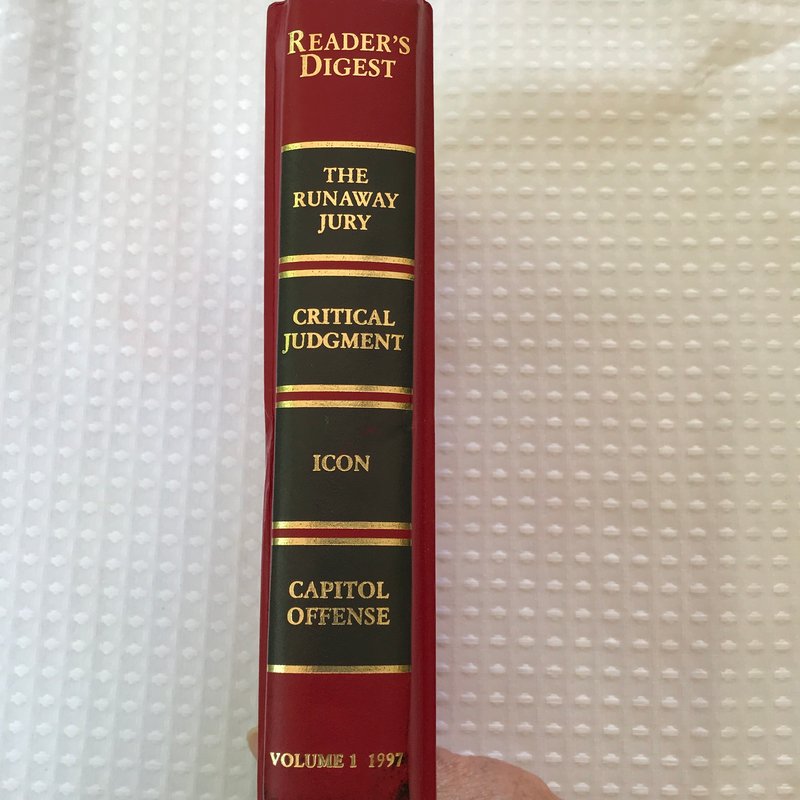 READER'S
DIGEST
THE
RUNAWAY
JURY
CRITICAL
JUDGMENT
ICON
CAPITOL
OFFENSE
VOLUME 1 1997